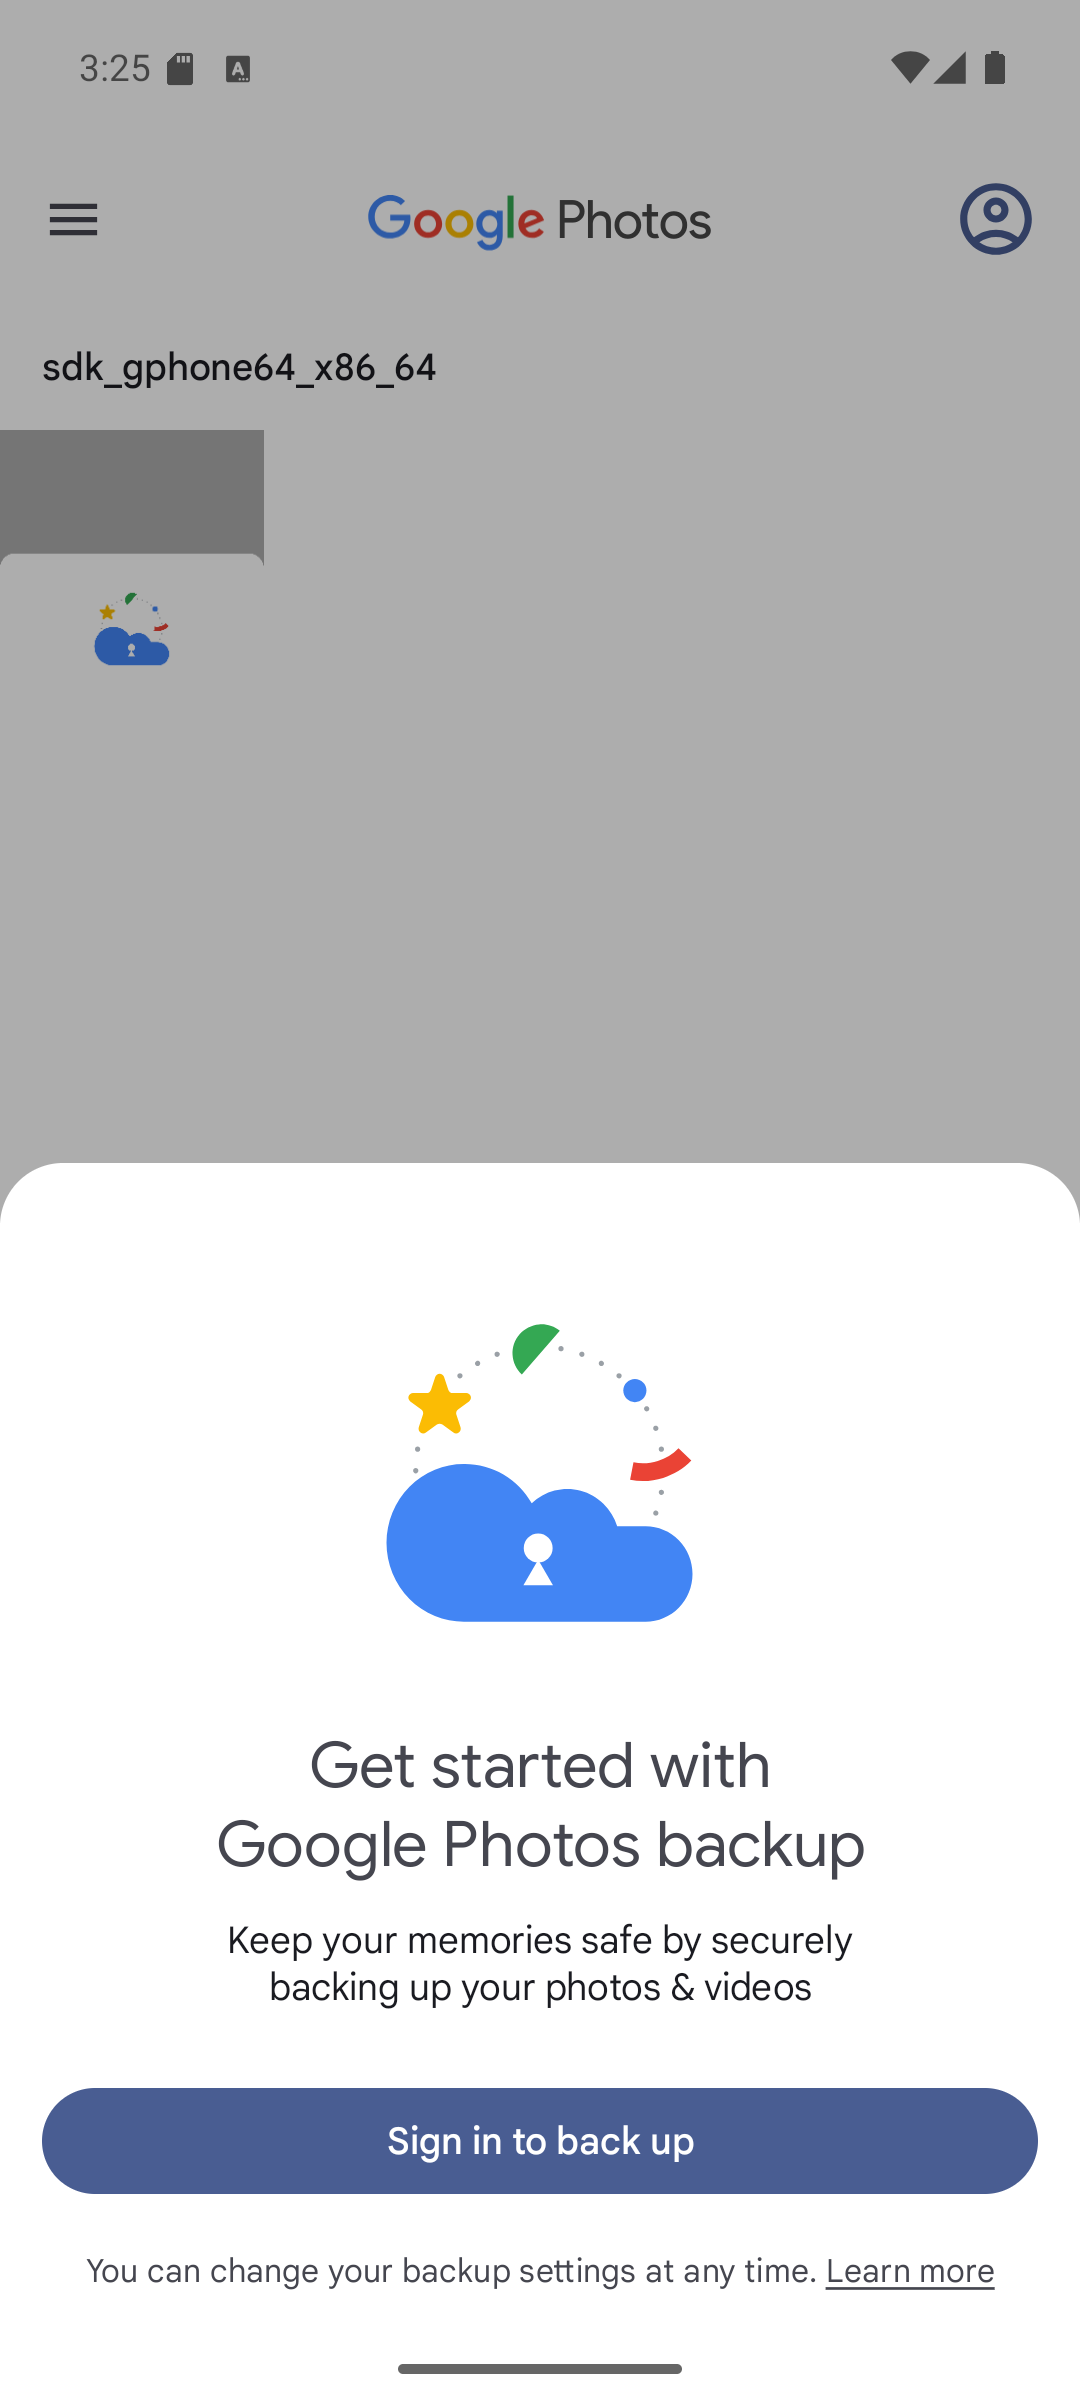 3:25
Google Photos
sdk_gphone64_x86_64
Get started with
Google Photos backup
Keep your memories safe by securely
backing up your photos & videos
Sign in to back up
You can change your backup settings at any time. Learn more